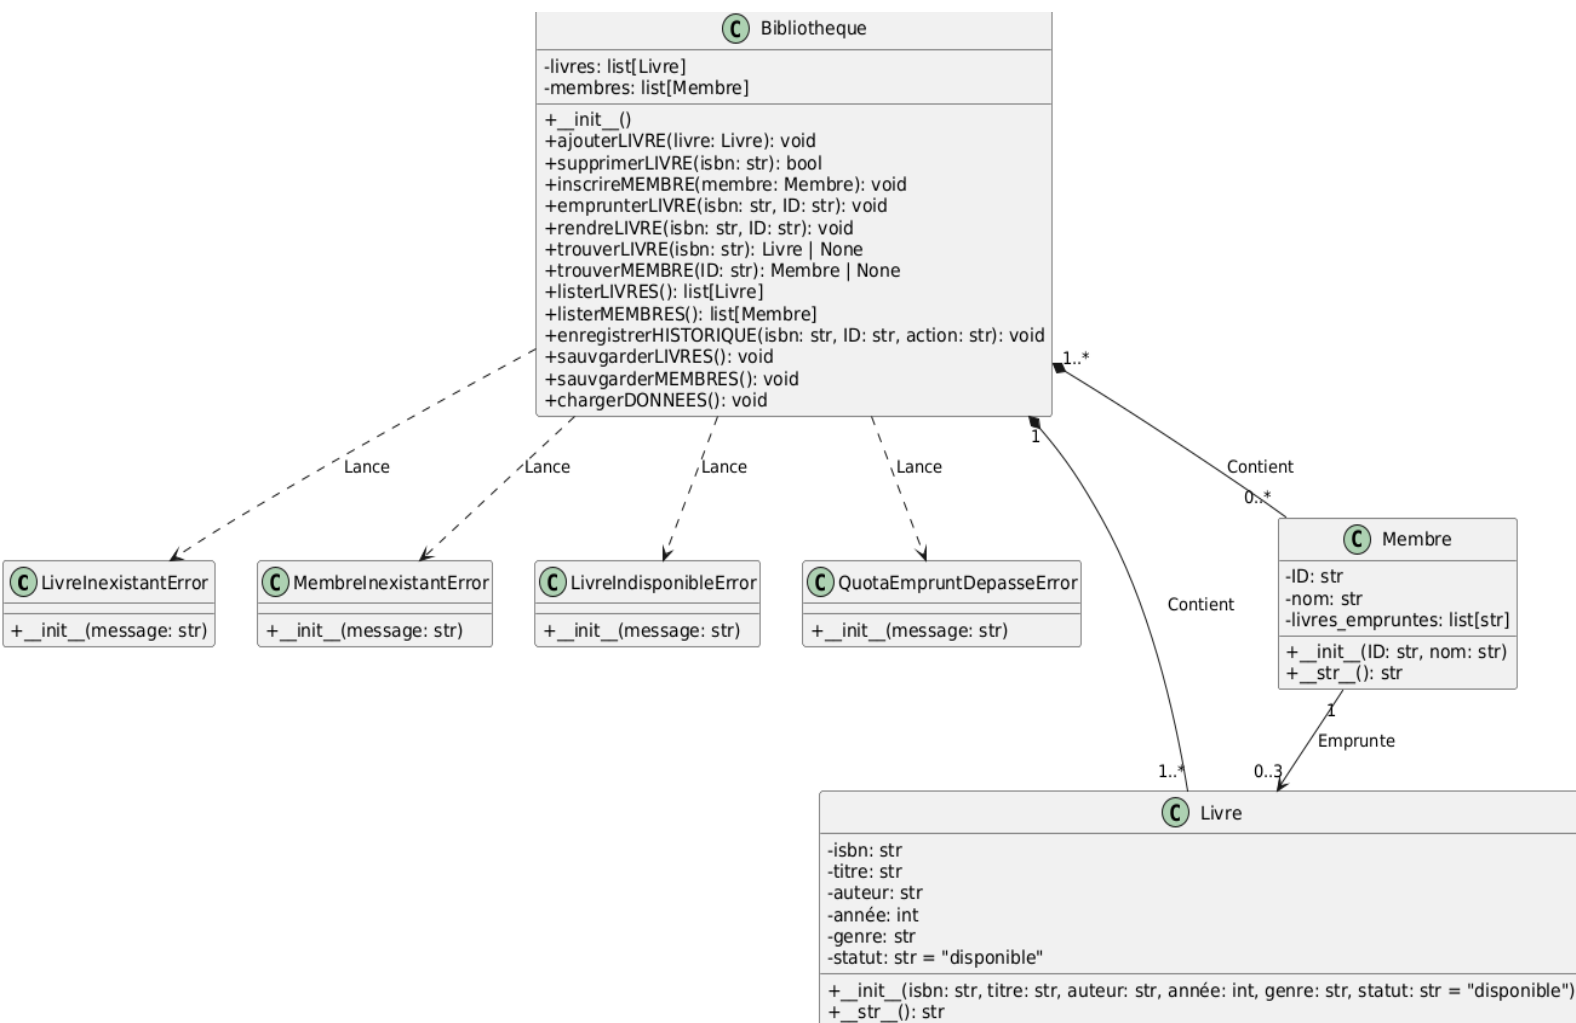 C Bibliotheque
-livres: list[Livre]
-membres: list[Membre]
+__init__()
+ajouterLIVRE(livre: Livre): void
+supprimerLIVRE(isbn: str): bool
+inscrireMEMBRE(membre: Membre): void
+emprunterLIVRE(isbn: str, ID: str): void
+rendreLIVRE(isbn: str, ID: str): void
+trouverLIVRE(isbn: str): Livre | None
+trouverMEMBRE(ID: str): Membre | None
+listerLIVRES(): list[Livre]
+listerMEMBRES(): list[Membre]
+enregistrerHISTORIQUE(isbn: str, ID: str, action: str): void
+sauvgarderLIVRES(): void
+sauvgarderMEMBRES(): void
+chargerDONNEES(): void
1..*
1
Lance
Lance
Lance
Lance
Contient
0..*
C LivreInexistantError
+__init__(message: str)
C MembreInexistantError
+__init__(message: str)
C LivreIndisponibleError
+__init__(message: str)
C QuotaEmpruntDepasseError
+__init__(message: str)
Contient
C Membre
-ID: str
-nom: str
-livres_empruntes: list[str]
+__init__(ID: str, nom: str)
+__str__(): str
1
Emprunte
1..*
0..3
C Livre
-isbn: str
-titre: str
-auteur: str
-année: int
-genre: str
-statut: str = "disponible"
+__init__(isbn: str, titre: str, auteur: str, année: int, genre: str, statut: str = "disponible")
+__str__(): str